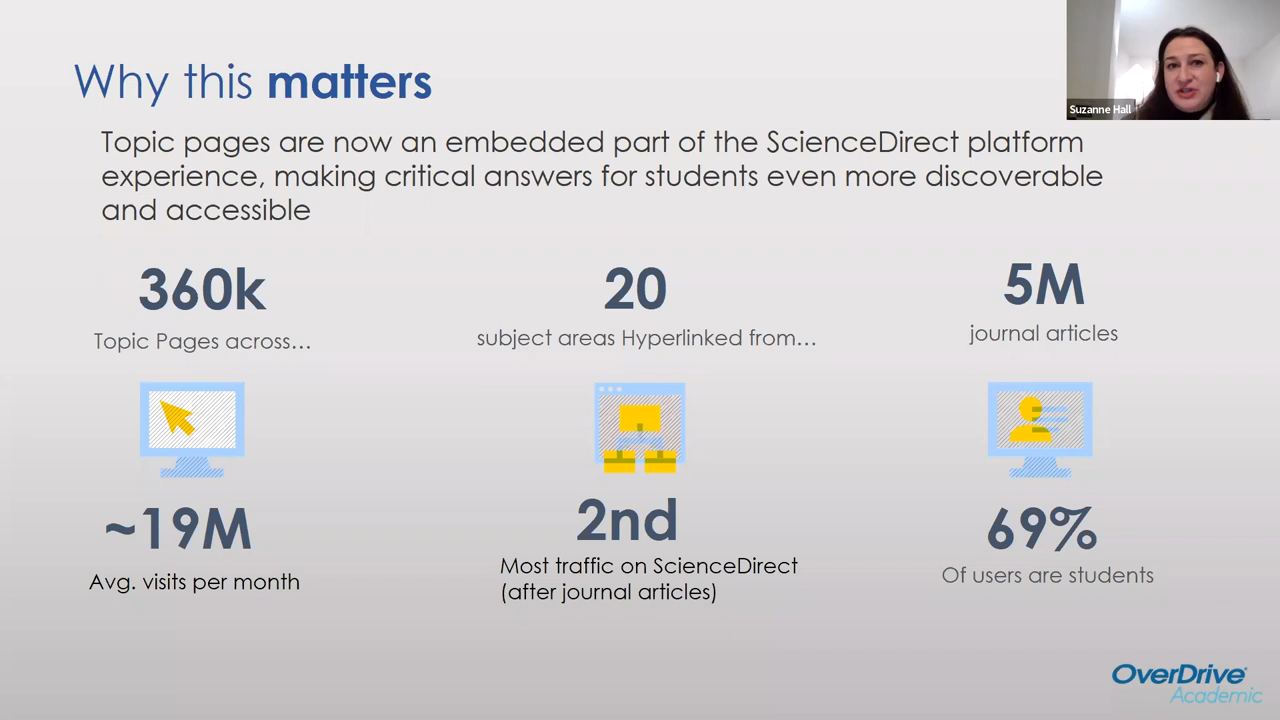 Why this matters
Suzanne Hall
Topic pages are now an embedded part of the ScienceDirect platform
experience, making critical answers for students even more discoverable
and accessible
360k
Topic Pages across...
20
subject areas Hyperlinked from...
5M
journal articles
~19M
Avg. visits per month
2nd
Most traffic on ScienceDirect
(after journal articles)
69%
Of users are students
OverDrive
Academic